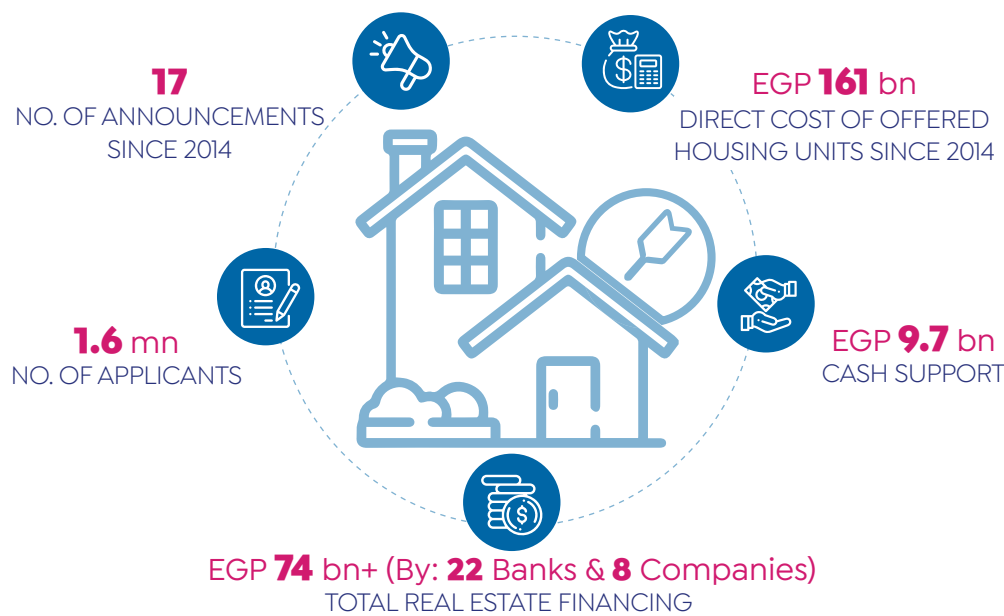 17
NO. OF ANNOUNCEMENTS
SINCE 2014
EGP 161 bn
DIRECT COST OF OFFERED
HOUSING UNITS SINCE 2014
1.6 mn
NO. OF APPLICANTS
EGP 9.7 bn
CASH SUPPORT
EGP 74 bn+ (By: 22 Banks & 8 Companies)
TOTAL REAL ESTATE FINANCING